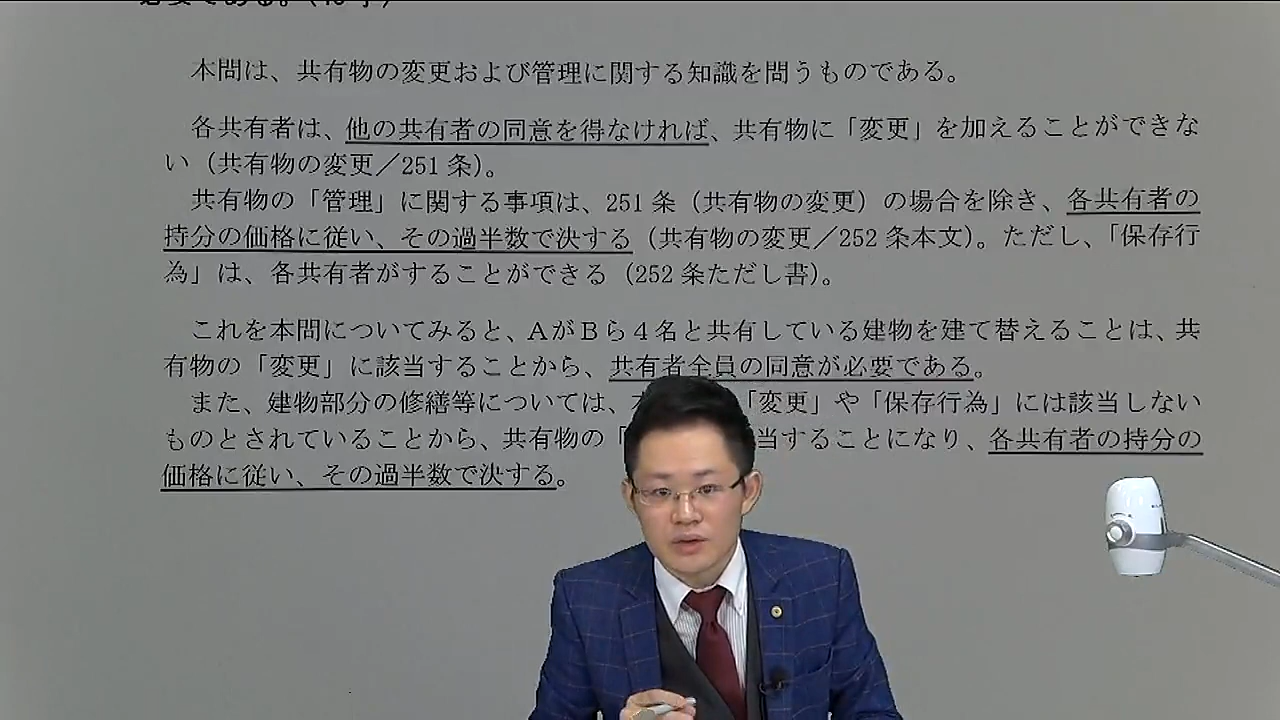 必要である。(45字)
本問は、共有物の変更および管理に関する知識を問うものである。
各共有者は、他の共有者の同意を得なければ、共有物に「変更」を加えることができな
い（共有物の変更／251 条）。
共有物の「管理」に関する事項は、251 条（共有物の変更）の場合を除き、各共有者の
持分の価格に従い、その過半数で決する（共有物の変更／252 条本文）。ただし、「保存行
為」は、各共有者がすることができる（252 条ただし書）。
これを本問についてみると、ＡがＢら４名と共有している建物を建て替えることは、共
有物の「変更」に該当することから、共有者全員の同意が必要である。
また、建物部分の修繕等については、「変更」や「保存行為」には該当しない
ものとされていることから、共有物の「当することになり、各共有者の持分の
価格に従い、その過半数で決する。